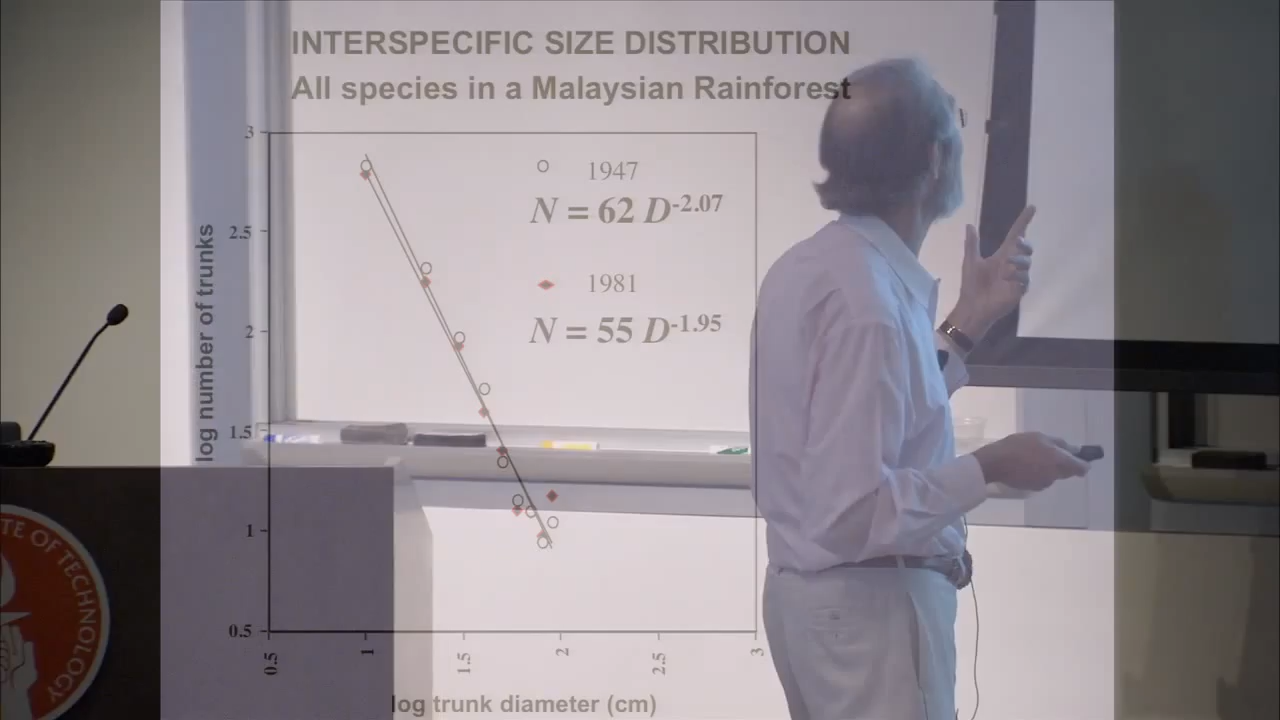 INTERSPECIFIC SIZE DISTRIBUTION
All species in a Malaysian Rainforest
3
2.5
2
1.5
1
0.5
log number of trunks
1947
N = 62 D-2.07
1981
N = 55 D-1.95
0.5
1
1.5
2
2.5
3
log trunk diameter (cm)
TE OF TECHNOLOGY